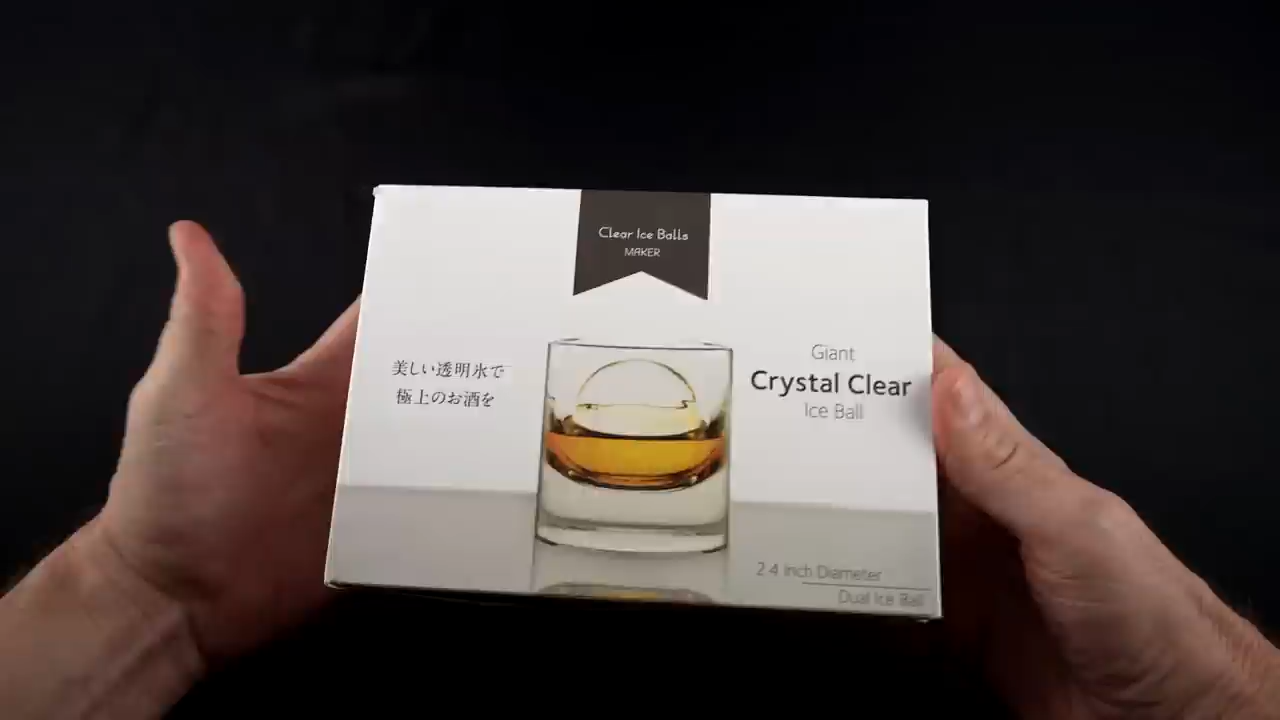 Clear Ice Balls
MAKER
美しい透明氷で
極上のお酒を
Giant
Crystal Clear
Ice Ball
2.4 Inch Diameter
Dual Ice Ball